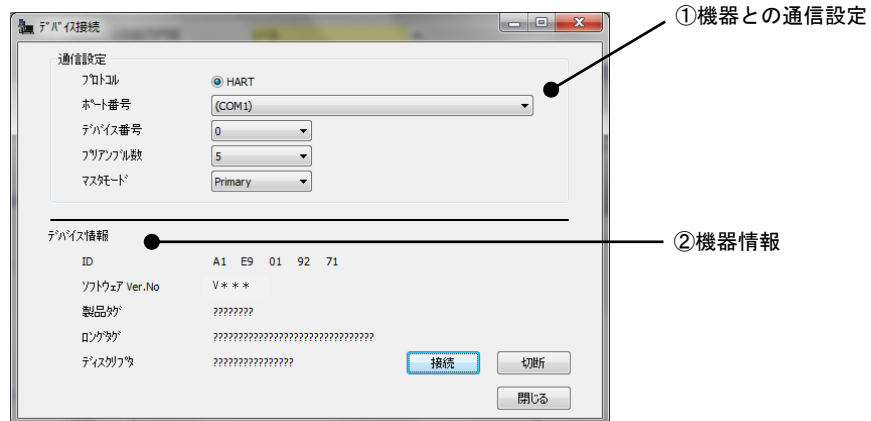 ﾃﾞﾊﾞｲｽ接続
①機器との通信設定
通信設定
ﾌﾟﾛﾄｺﾙ HART
ﾎﾟｰﾄ番号 (COM1)
ﾃﾞﾊﾞｲｽ番号 0
ﾌﾟﾘｱﾝﾌﾞﾙ数 5
ﾏｽﾀﾓｰﾄﾞ Primary
ﾃﾞﾊﾞｲｽ情報
②機器情報
ID A1 E9 01 92 71
ｿﾌﾄｳｪｱ Ver.No V＊＊＊
製品ﾀｸﾞ ????????
ﾛﾝｸﾞﾀｸﾞ ????????????????????????????????
ﾃﾞｨｽｸﾘﾌﾟﾀ ????????????????
接続 切断
閉じる